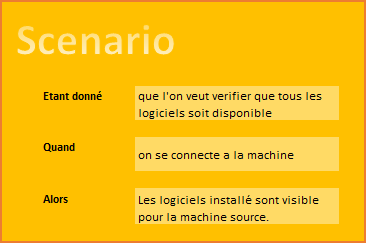 Scenario
Etant donné
que l'on veut verifier que tous les
logiciels soit disponible
Quand
on se connecte a la machine
Alors
Les logiciels installé sont visible
pour la machine source.